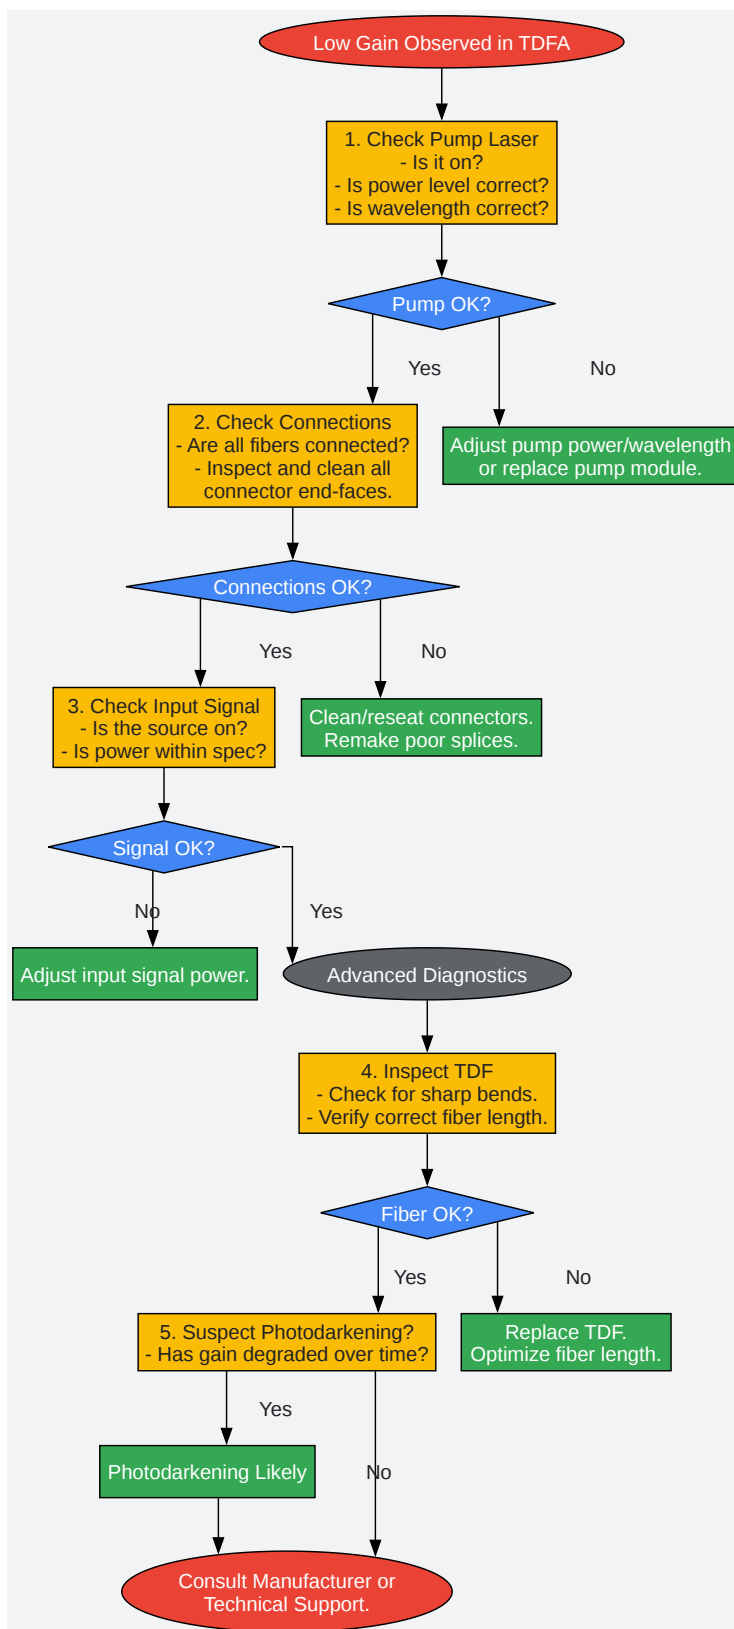 Low Gain Observed in TDFA
1. Check Pump Laser
- Is it on?
- Is power level correct?
- Is wavelength correct?
Pump OK?
Yes
No
2. Check Connections
- Are all fibers connected?
- Inspect and clean all
connector end-faces.
Adjust pump power/wavelength
or replace pump module.
Connections OK?
Yes
No
3. Check Input Signal
- Is the source on?
- Is power within spec?
Clean/reseat connectors.
Remake poor splices.
Signal OK?
No
Yes
Adjust input signal power.
Advanced Diagnostics
4. Inspect TDF
- Check for sharp bends.
- Verify correct fiber length.
Fiber OK?
Yes
No
5. Suspect Photodarkening?
- Has gain degraded over time?
Replace TDF.
Optimize fiber length.
Yes
Photodarkening Likely
No
Consult Manufacturer or
Technical Support.